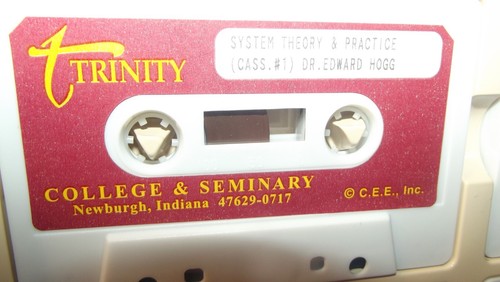 TRINITY
SYSTEM THEORY & PRACTICE
(CASS.#1) DR.EDWARD HOGG
COLLEGE & SEMINARY
Newburgh, Indiana 47629-0717
© C.E.E., Inc.